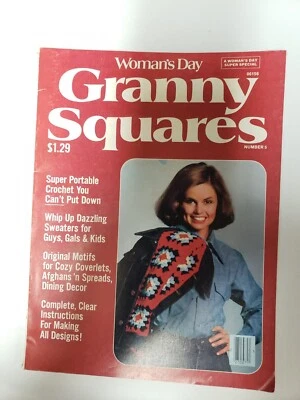 Woman's Day
A WOMAN'S DAY
SUPER SPECIAL
Granny
Squares
$1.29
NUMBER 5
Super Portable
Crochet You
Can't Put Down
Whip Up Dazzling
Sweaters for
Guys, Gals & Kids
Original Motifs
for Cozy Coverlets,
Afghans 'n Spreads,
Dining Decor
Complete, Clear
Instructions
For Making
All Designs!